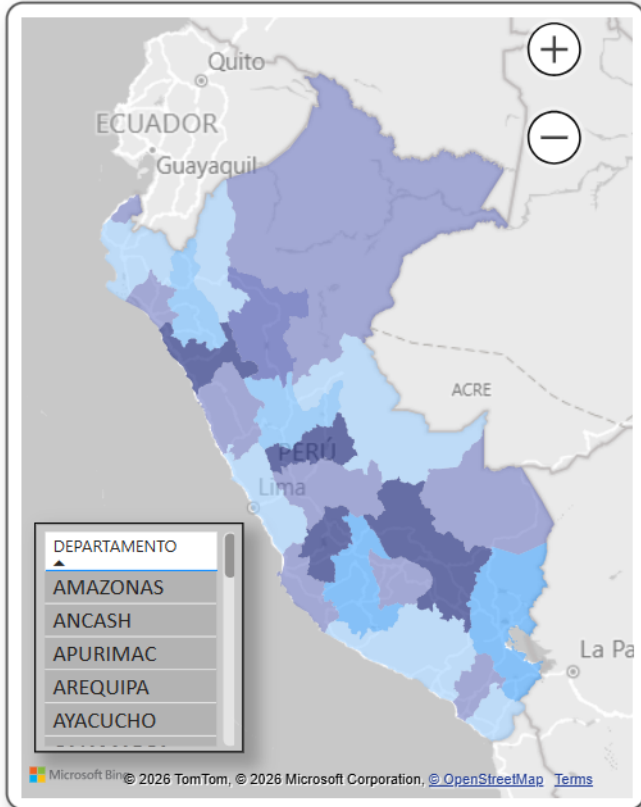 Quito
ECUADOR
Guayaquil
ACRE
PERÚ
Lima
La Pa
DEPARTAMENTO
AMAZONAS
ANCASH
APURIMAC
AREQUIPA
AYACUCHO
Microsoft Bing
© 2026 TomTom, © 2026 Microsoft Corporation, © OpenStreetMap Terms